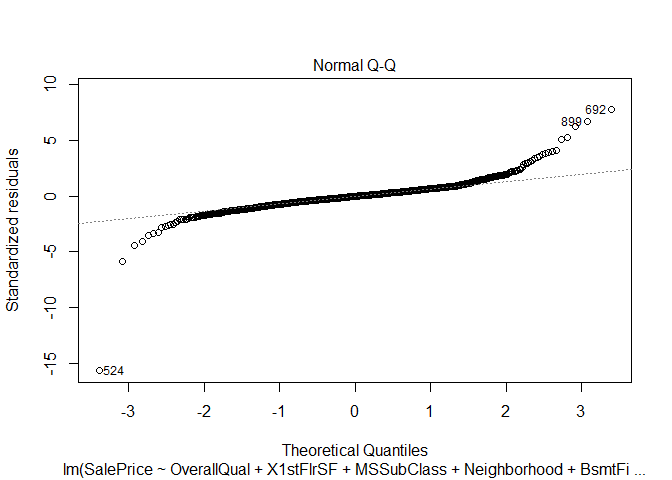 Normal Q-Q
Standardized residuals
10
5
0
-5
-10
-15
692
899
524
-3 -2 -1 0 1 2 3
Theoretical Quantiles
lm(SalePrice ~ OverallQual + X1stFlrSF + MSSubClass + Neighborhood + BsmtFi ...